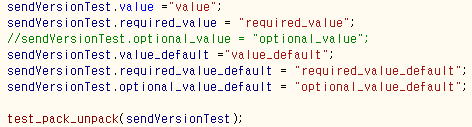 sendVersionTest.value ="value";
sendVersionTest.required_value = "required_value";
//sendVersionTest.optional_value = "optional_value";
sendVersionTest.value_default ="value_default";
sendVersionTest.required_value_default = "required_value_default";
sendVersionTest.optional_value_default = "optional_value_default";
test_pack_unpack(sendVersionTest);